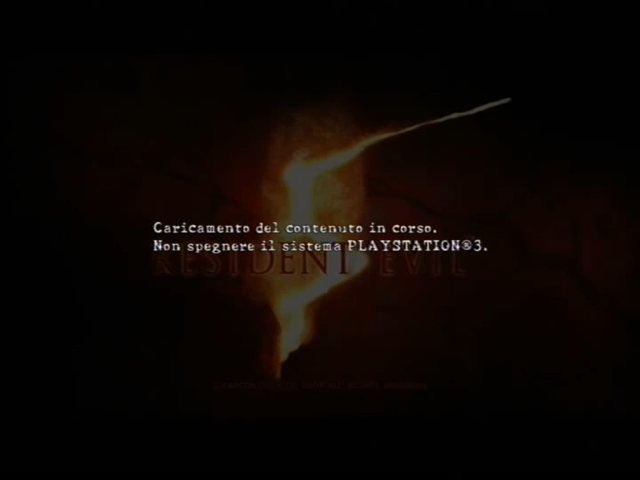 Caricamento del contenuto in corso.
Non spegnere il sistema PLAYSTATION®3.
RESIDENT EVIL